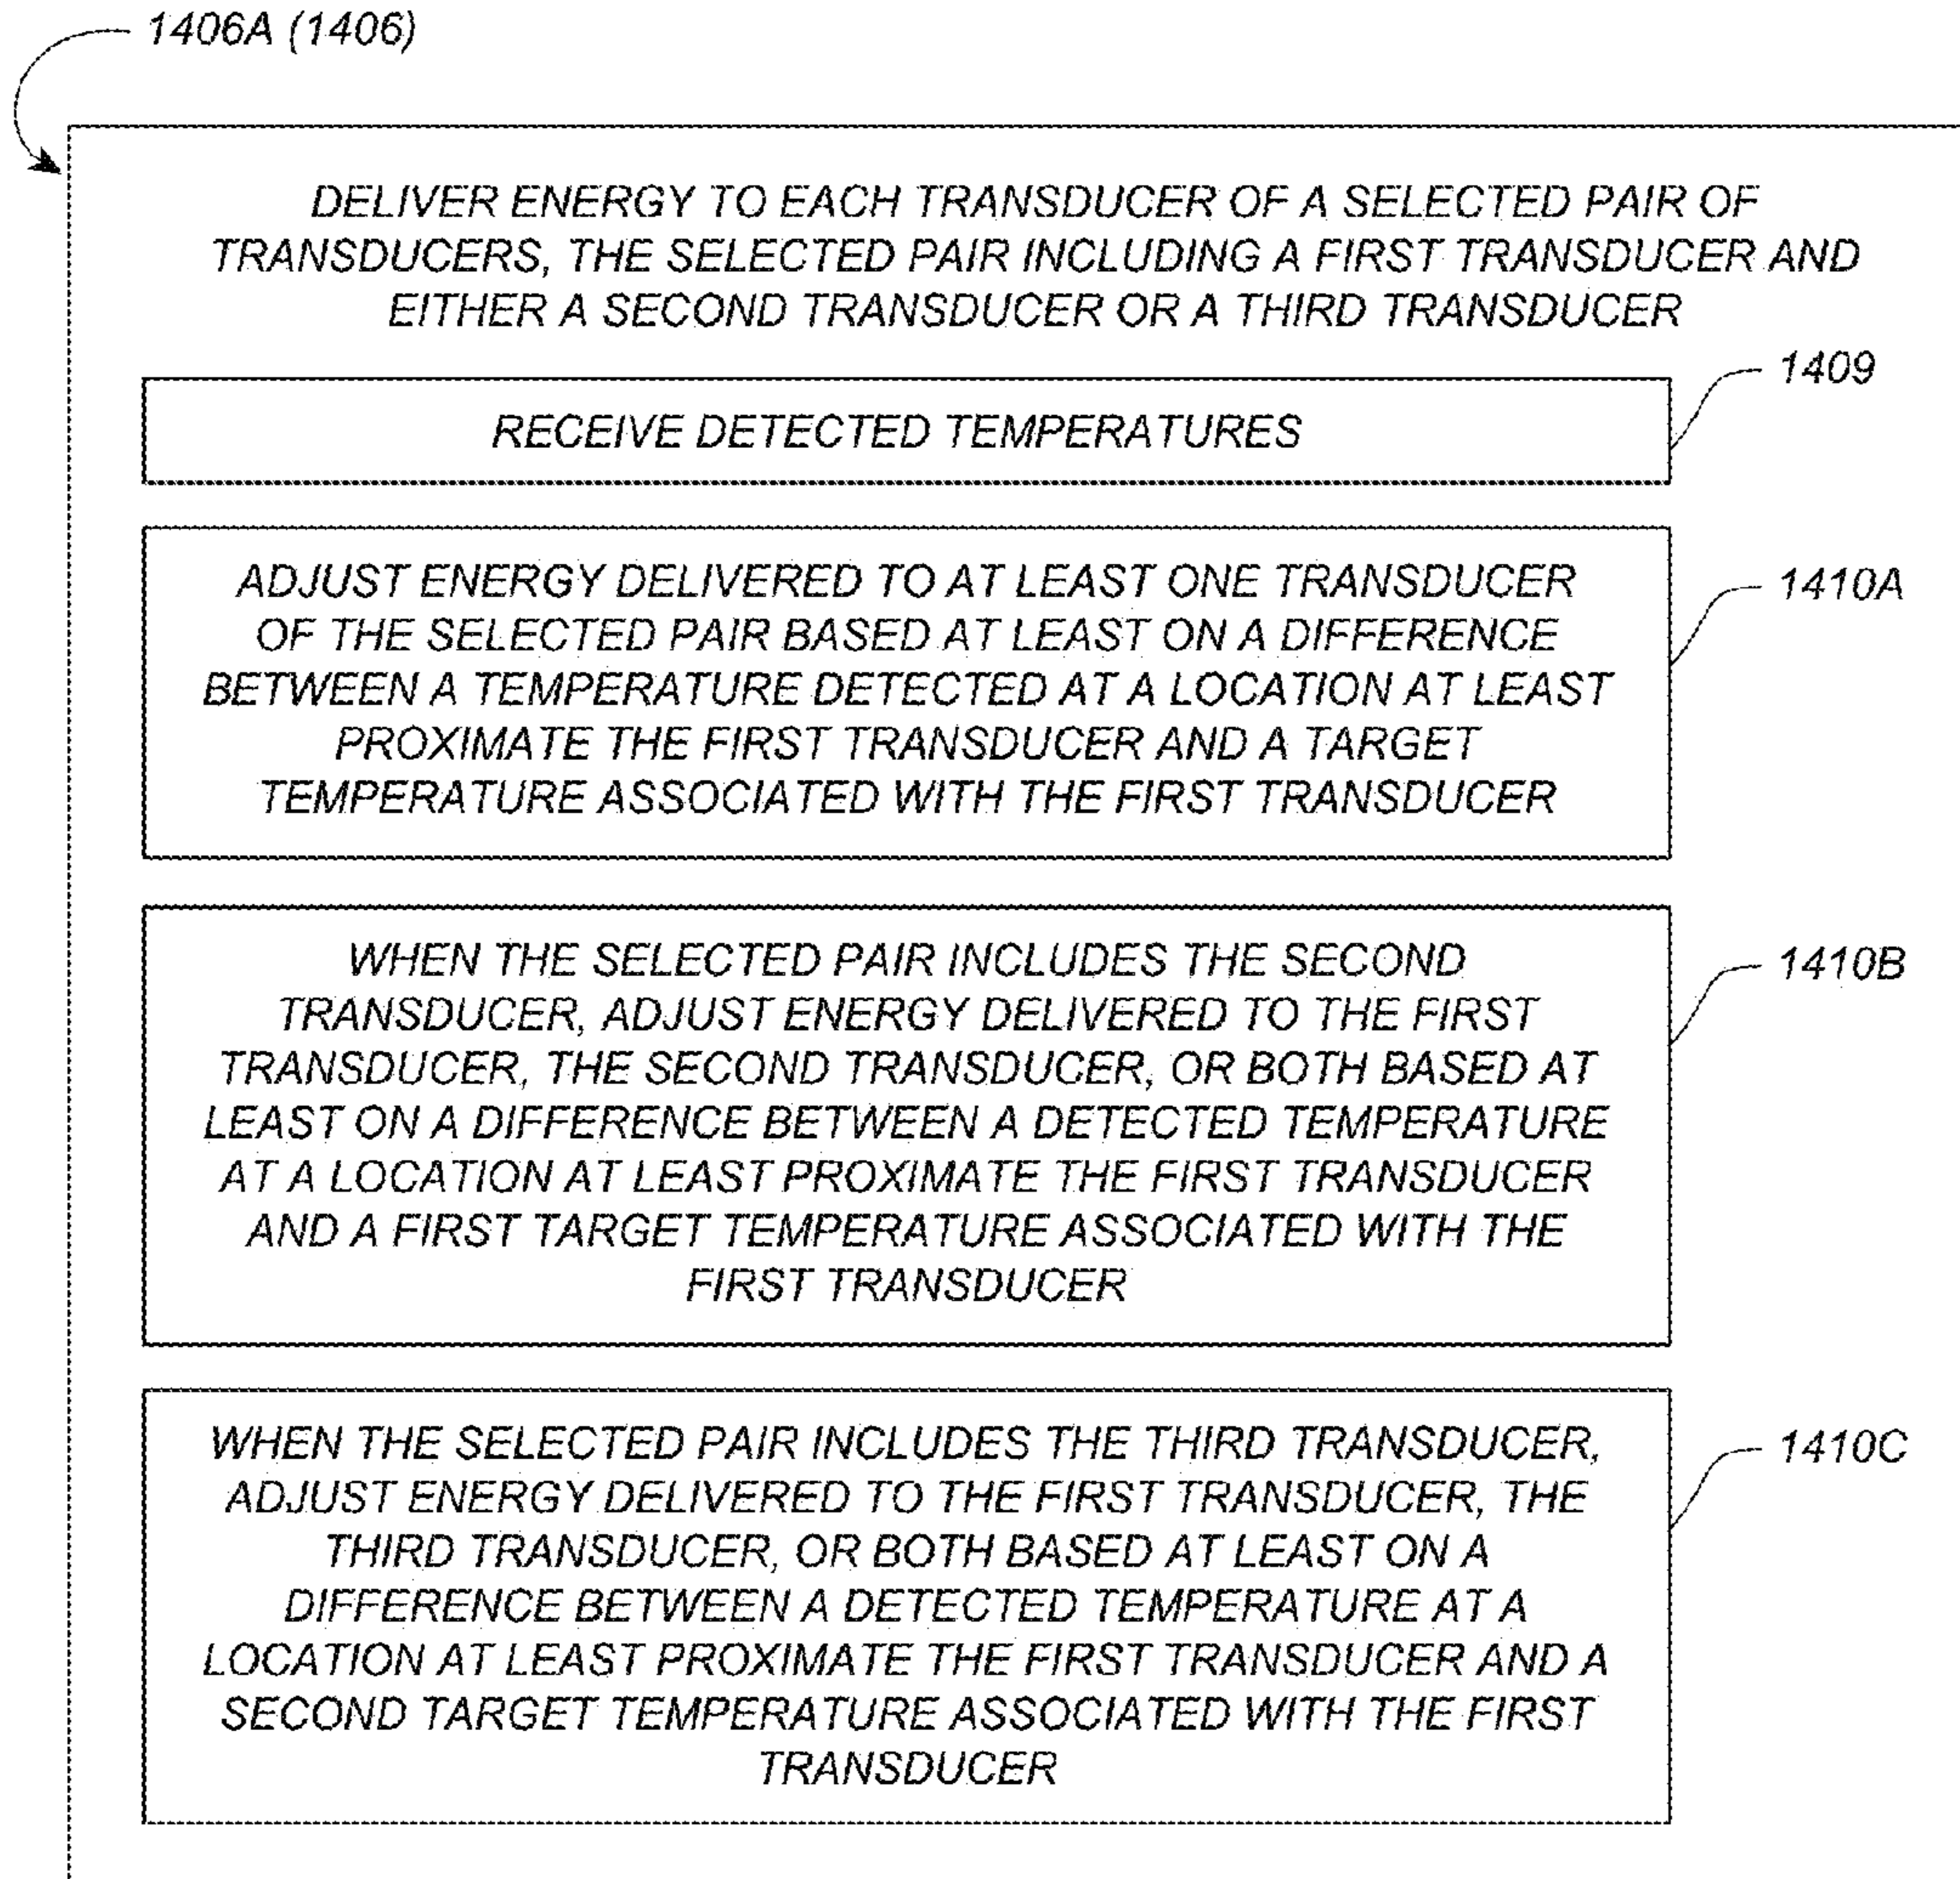 1406A (1406)
DELIVER ENERGY TO EACH TRANSDUCER OF A SELECTED PAIR OF
TRANSDUCERS, THE SELECTED PAIR INCLUDING A FIRST TRANSDUCER AND
EITHER A SECOND TRANSDUCER OR A THIRD TRANSDUCER
1409
RECEIVE DETECTED TEMPERATURES
1410A
ADJUST ENERGY DELIVERED TO AT LEAST ONE TRANSDUCER
OF THE SELECTED PAIR BASED AT LEAST ON A DIFFERENCE
BETWEEN A TEMPERATURE DETECTED AT A LOCATION AT LEAST
PROXIMATE THE FIRST TRANSDUCER AND A TARGET
TEMPERATURE ASSOCIATED WITH THE FIRST TRANSDUCER
1410B
WHEN THE SELECTED PAIR INCLUDES THE SECOND
TRANSDUCER, ADJUST ENERGY DELIVERED TO THE FIRST
TRANSDUCER, THE SECOND TRANSDUCER, OR BOTH BASED AT
LEAST ON A DIFFERENCE BETWEEN A DETECTED TEMPERATURE
AT A LOCATION AT LEAST PROXIMATE THE FIRST TRANSDUCER
AND A FIRST TARGET TEMPERATURE ASSOCIATED WITH THE
FIRST TRANSDUCER
1410C
WHEN THE SELECTED PAIR INCLUDES THE THIRD TRANSDUCER,
ADJUST ENERGY DELIVERED TO THE FIRST TRANSDUCER, THE
THIRD TRANSDUCER, OR BOTH BASED AT LEAST ON A
DIFFERENCE BETWEEN A DETECTED TEMPERATURE AT A
LOCATION AT LEAST PROXIMATE THE FIRST TRANSDUCER AND A
SECOND TARGET TEMPERATURE ASSOCIATED WITH THE FIRST
TRANSDUCER